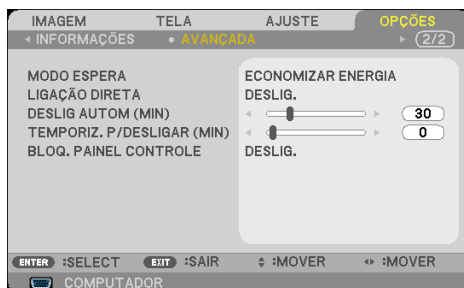 IMAGEM TELA AJUSTE OPÇÕES
INFORMAÇÕES • AVANÇADA (2/2)
MODO ESPERA ECONOMIZAR ENERGIA
LIGAÇÃO DIRETA DESLIG.
DESLIG AUTOM (MIN) 30
TEMPORIZ. P/DESLIGAR (MIN) 0
BLOQ. PAINEL CONTROLE DESLIG.
ENTER :SELECT EXIT :SAIR :MOVER :MOVER
COMPUTADOR